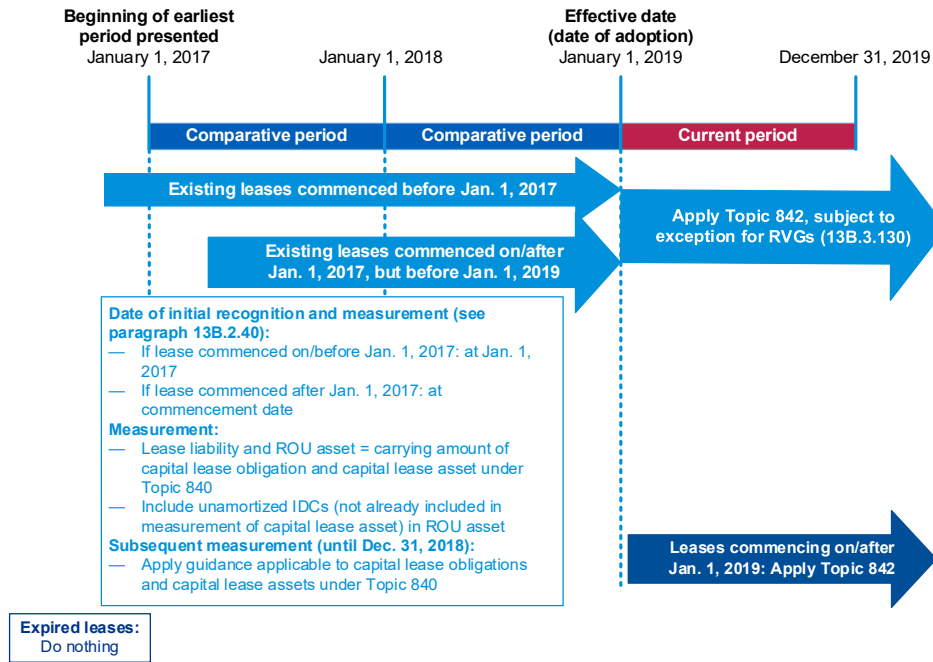 Beginning of earliest
period presented
January 1, 2017
January 1, 2018
Effective date
(date of adoption)
January 1, 2019
December 31, 2019
Comparative period
Comparative period
Current period
Existing leases commenced before Jan. 1, 2017
Existing leases commenced on/after
Jan. 1, 2017, but before Jan. 1, 2019
Apply Topic 842, subject to
exception for RVGs (13B.3.130)
Date of initial recognition and measurement (see
paragraph 13B.2.40):
— If lease commenced on/before Jan. 1, 2017: at Jan. 1,
2017
— If lease commenced after Jan. 1, 2017: at
commencement date
Measurement:
— Lease liability and ROU asset = carrying amount of
capital lease obligation and capital lease asset under
Topic 840
— Include unamortized IDCs (not already included in
measurement of capital lease asset) in ROU asset
Subsequent measurement (until Dec. 31, 2018):
— Apply guidance applicable to capital lease obligations
and capital lease assets under Topic 840
Leases commencing on/after
Jan. 1, 2019: Apply Topic 842
Expired leases:
Do nothing